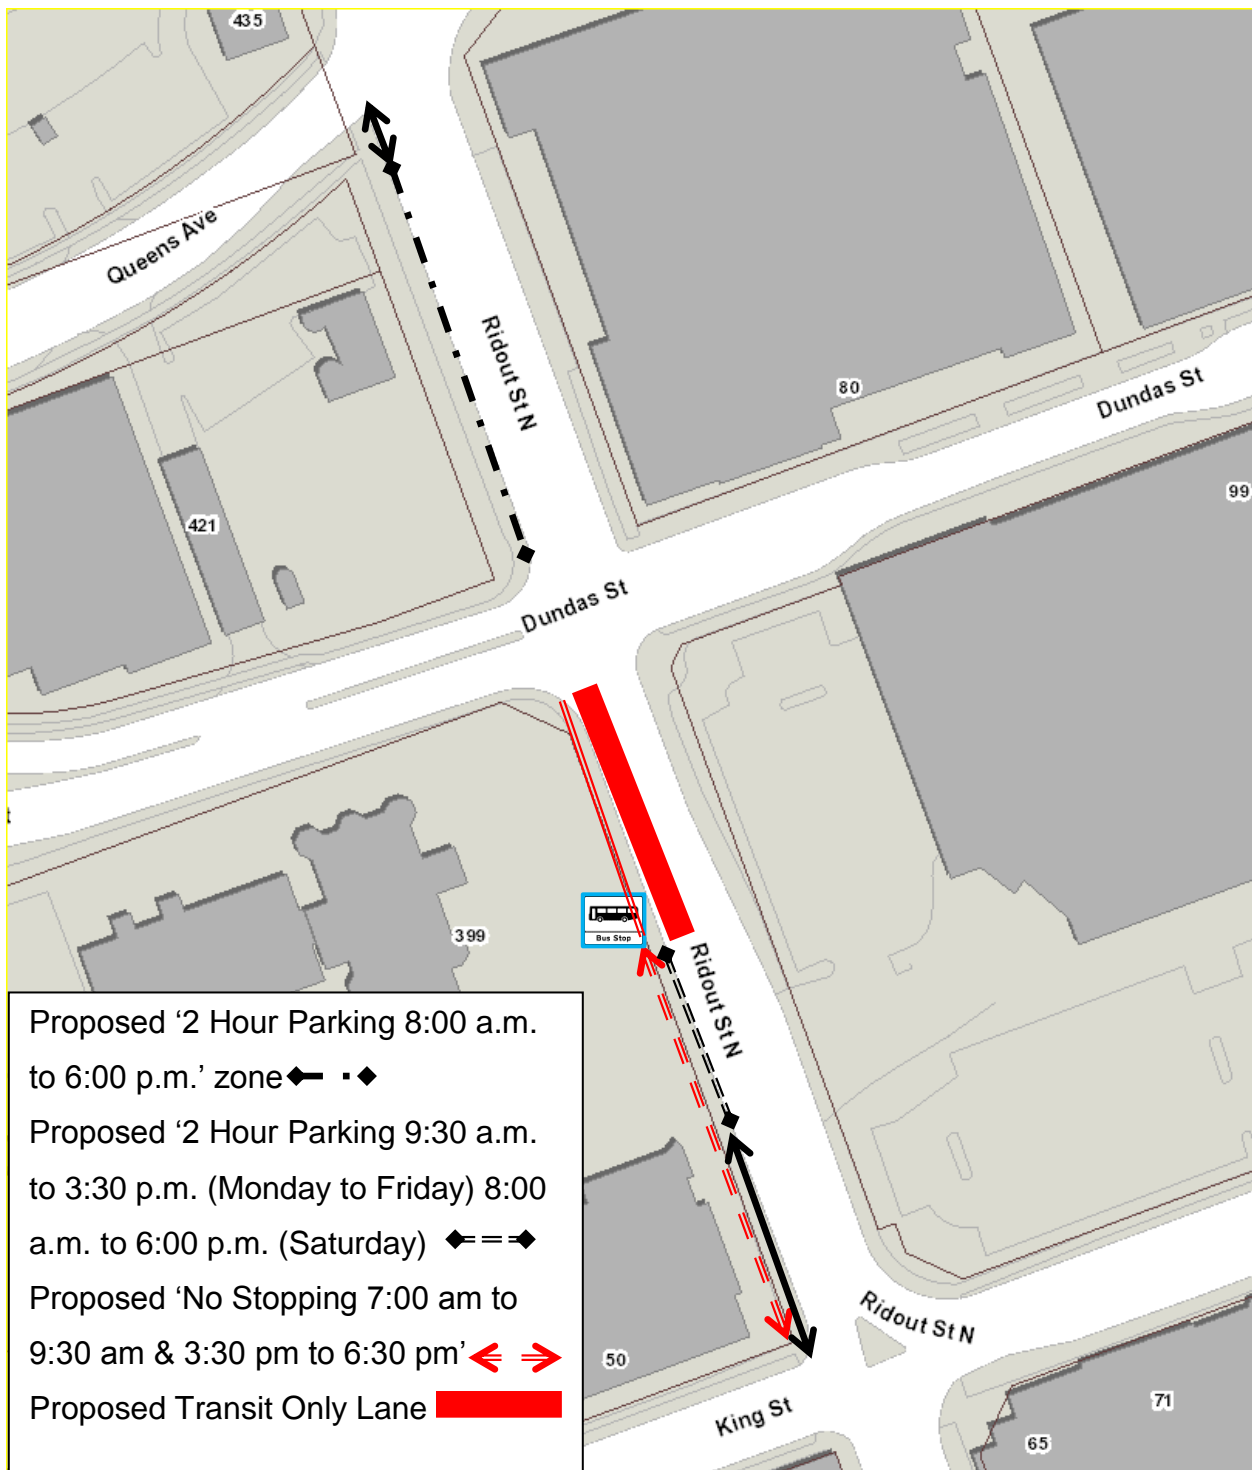 435
Queens Ave
Ridout St N
80
Dundas St
99
421
Dundas St
t
Bus Stop
399
Ridout St N
Proposed ‘2 Hour Parking 8:00 a.m.
to 6:00 p.m.’ zone
Proposed ‘2 Hour Parking 9:30 a.m.
to 3:30 p.m. (Monday to Friday) 8:00
a.m. to 6:00 p.m. (Saturday)
Proposed ‘No Stopping 7:00 am to
9:30 am & 3:30 pm to 6:30 pm’
Proposed Transit Only Lane
Ridout St N
50
King St
71
65